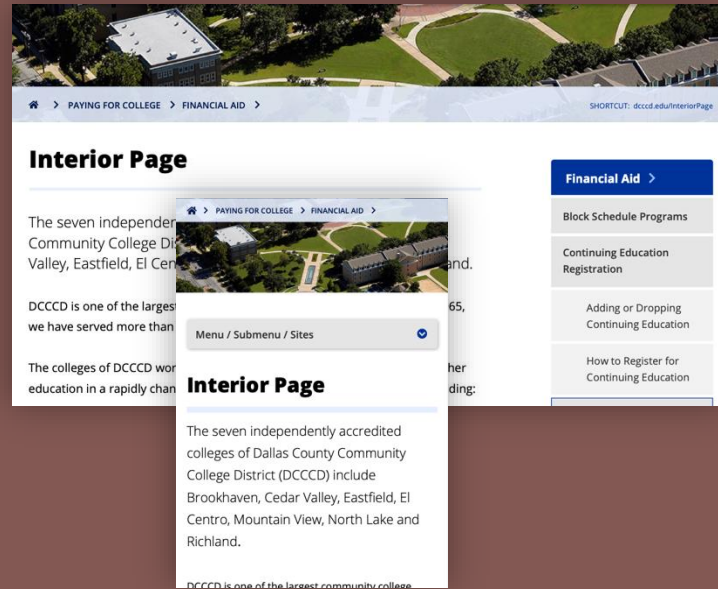 > PAYING FOR COLLEGE > FINANCIAL AID >
SHORTCUT: dcccd.edu/InteriorPage
Interior Page
The seven independen
Community College Di
Valley, Eastfield, El Cen
and.
DCCCD is one of the larges
65,
we have served more than
The colleges of DCCCD wor
her
education in a rapidly chan
ding:
Financial Aid >
Block Schedule Programs
Continuing Education
Registration
Adding or Dropping
Continuing Education
How to Register for
Continuing Education
> PAYING FOR COLLEGE > FINANCIAL AID >
Menu / Submenu / Sites
Interior Page
The seven independently accredited
colleges of Dallas County Community
College District (DCCCD) include
Brookhaven, Cedar Valley, Eastfield, El
Centro, Mountain View, North Lake and
Richland.
DCCCD is one of the largest community college